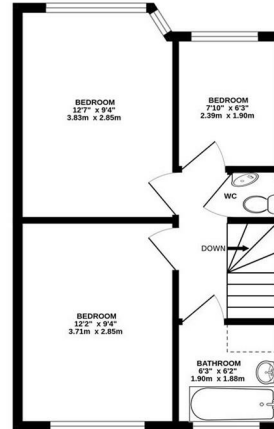 BEDROOM
12'7" x 9'4"
3.83m x 2.85m
BEDROOM
7'10" x 6'3"
2.39m x 1.90m
WC
DOWN
BEDROOM
12'2" x 9'4"
3.71m x 2.85m
BATHROOM
6'3" x 6'2"
1.90m x 1.88m